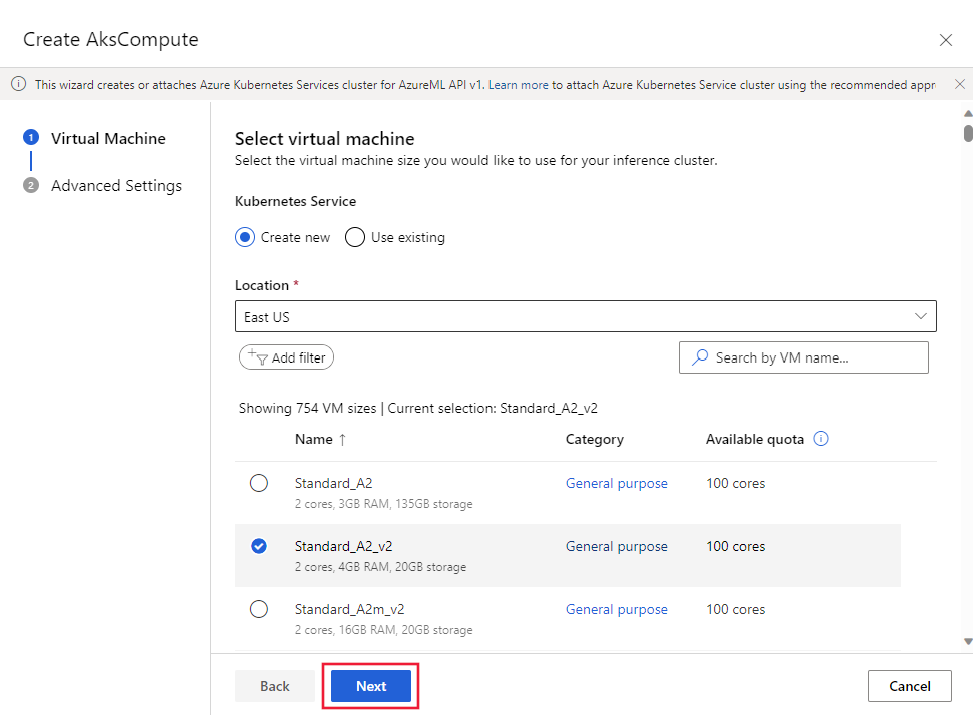 Create AksCompute
This wizard creates or attaches Azure Kubernetes Services cluster for AzureML API v1. Learn more to attach Azure Kubernetes Service cluster using the recommended appr
1 Virtual Machine
2 Advanced Settings
Select virtual machine
Select the virtual machine size you would like to use for your inference cluster.
Kubernetes Service
Create new Use existing
Location *
East US
Add filter Search by VM name...
Showing 754 VM sizes | Current selection: Standard_A2_v2
Name ↑ Category Available quota
Standard_A2 General purpose 100 cores
2 cores, 3GB RAM, 135GB storage
Standard_A2_v2 General purpose 100 cores
2 cores, 4GB RAM, 20GB storage
Standard_A2m_v2 General purpose 100 cores
2 cores, 16GB RAM, 20GB storage
Back Next Cancel